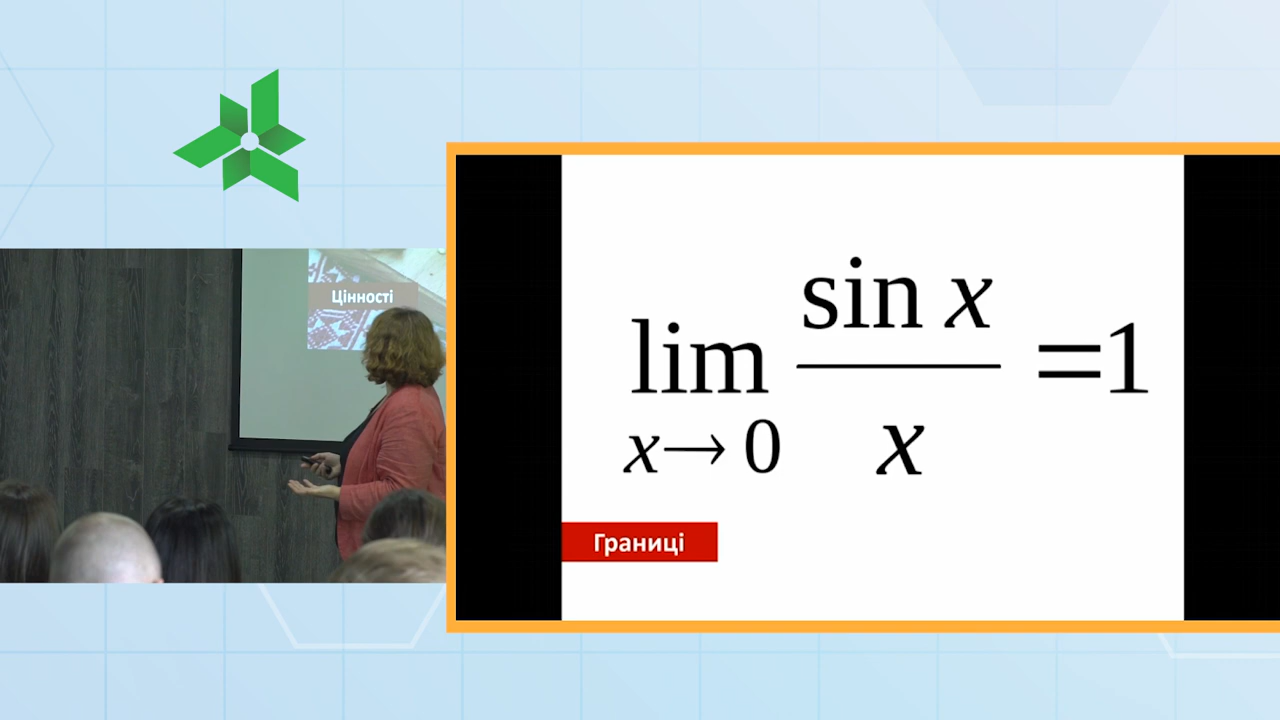 Цінності
lim sin x / x = 1
x→ 0
Границі